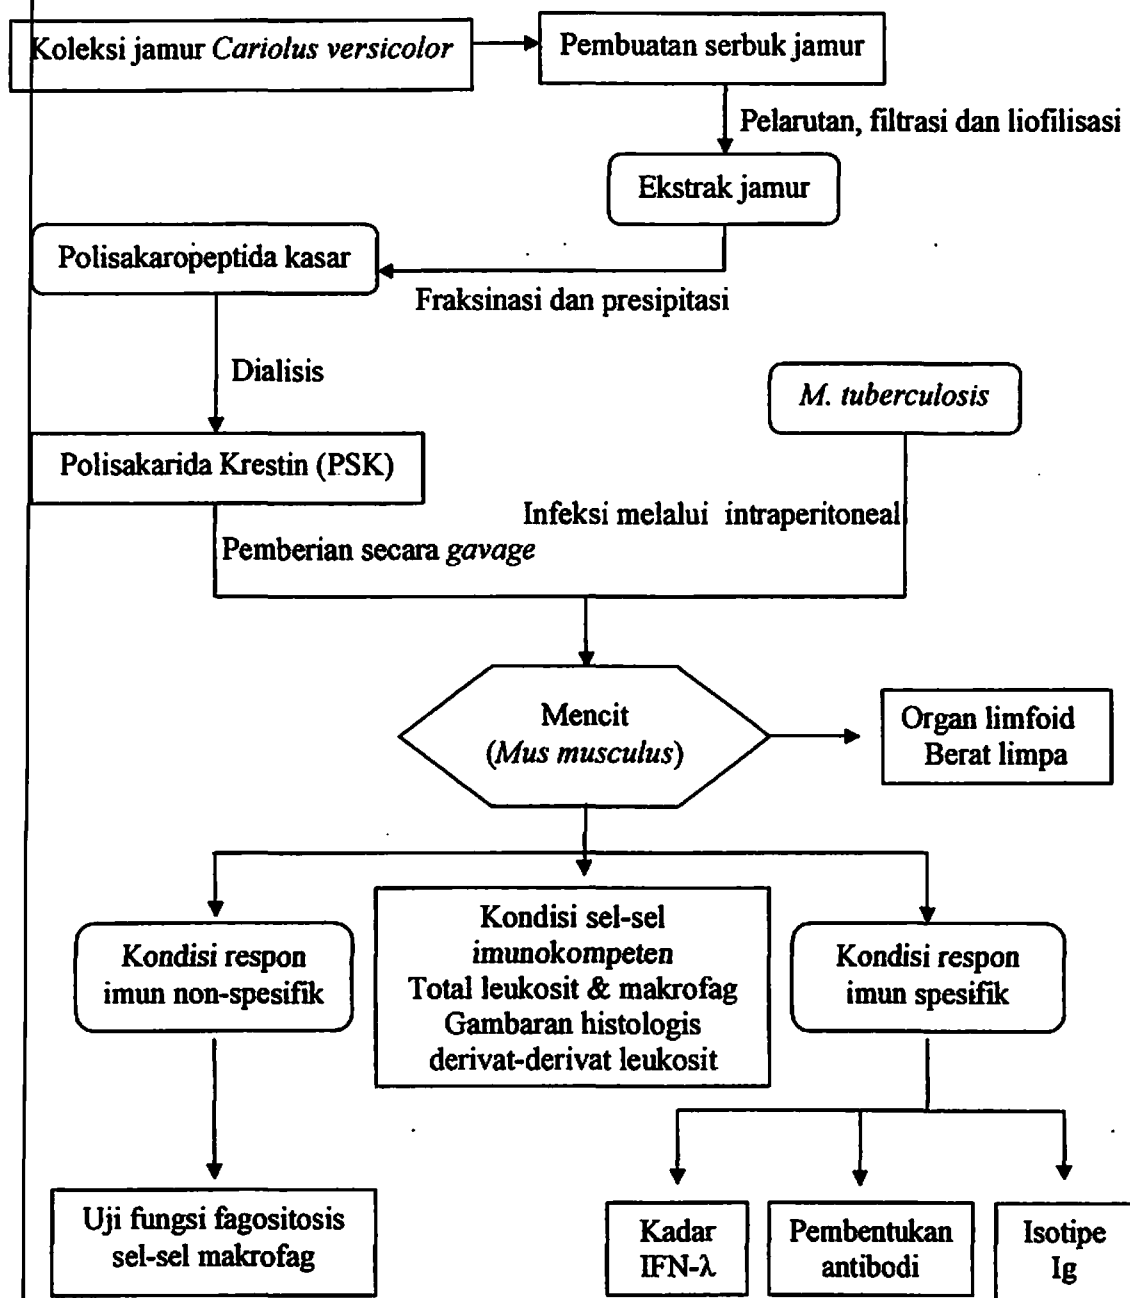 Koleksi jamur Cariolus versicolor
Pembuatan serbuk jamur
Pelarutan, filtrasi dan liofilisasi
Ekstrak jamur
Polisakaropeptida kasar
Fraksinasi dan presipitasi
Dialisis
M. tuberculosis
Polisakarida Krestin (PSK)
Infeksi melalui intraperitoneal
Pemberian secara gavage
Mencit
(Mus musculus)
Organ limfoid
Berat limpa
Kondisi respon
imun non-spesifik
Kondisi sel-sel
imunokompeten
Total leukosit & makrofag
Gambaran histologis
derivat-derivat leukosit
Kondisi respon
imun spesifik
Uji fungsi fagositosis
sel-sel makrofag
Kadar
IFN-λ
Pembentukan
antibodi
Isotipe
Ig